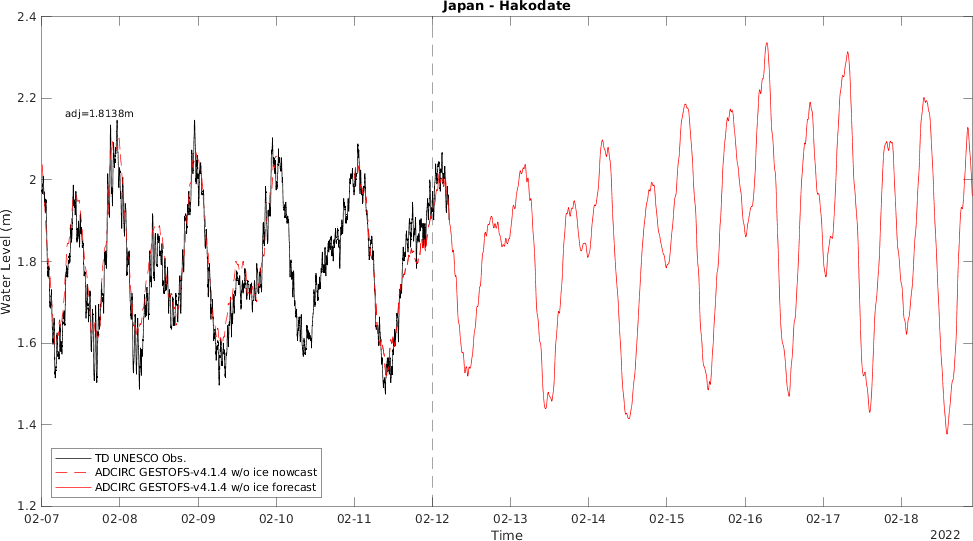 Japan - Hakodate
2.4
2.2
2
1.8
1.6
1.4
1.2
Water Level (m)
adj=1.8138m
TD UNESCO Obs.
ADCIRC GESTOFS-v4.1.4 w/o ice nowcast
ADCIRC GESTOFS-v4.1.4 w/o ice forecast
02-07 02-08 02-09 02-10 02-11 02-12 02-13 02-14 02-15 02-16 02-17 02-18
Time
2022